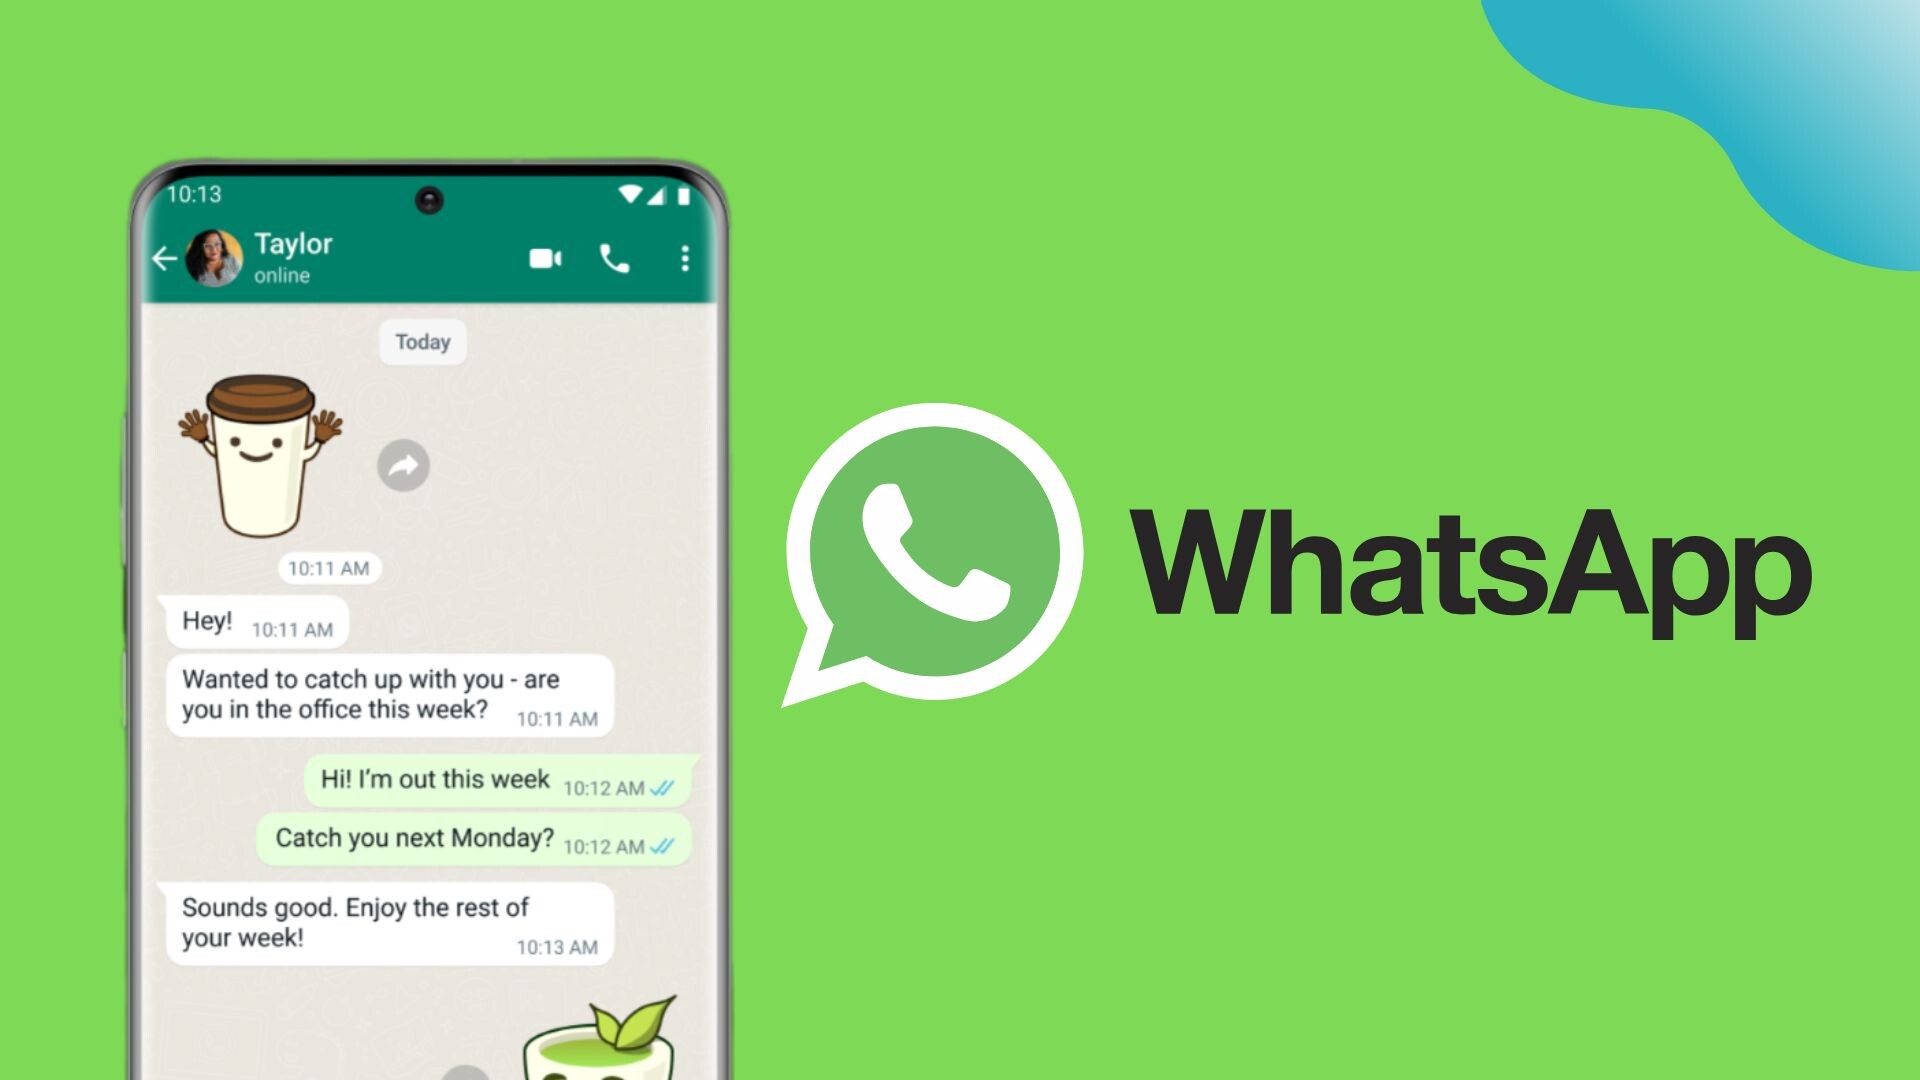 10:13
Taylor
online
Today
10:11 AM
Hey! 10:11 AM
Wanted to catch up with you - are
you in the office this week? 10:11 AM
Hi! I’m out this week 10:12 AM
Catch you next Monday? 10:12 AM
Sounds good. Enjoy the rest of
your week! 10:13 AM
WhatsApp